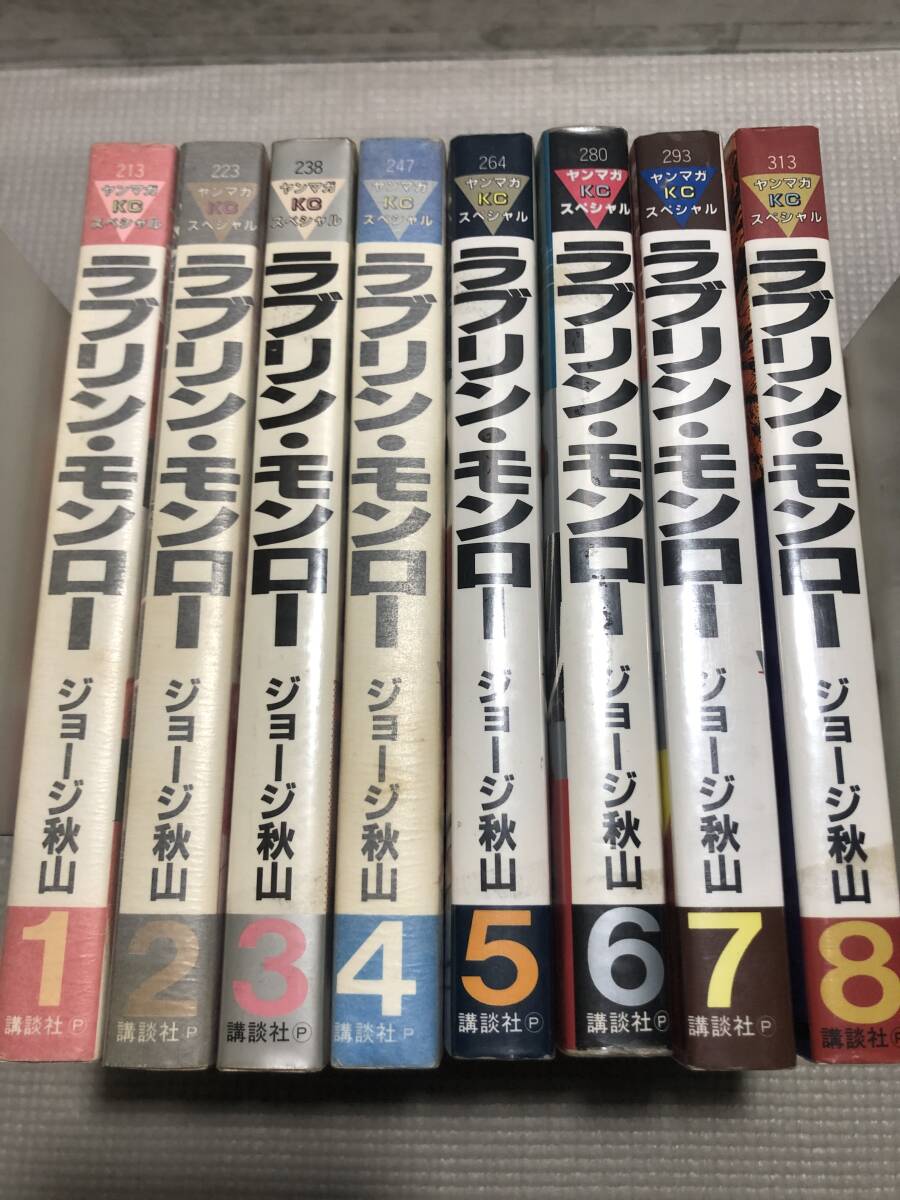 213
ヤンマガ
KC
スペシャル
ラブリン・モンロー
ジョージ秋山
1
講談社 P
223
ヤンマガ
KC
スペシャル
ラブリン・モンロー
ジョージ秋山
2
講談社 P
238
ヤンマガ
KC
スペシャル
ラブリン・モンロー
ジョージ秋山
3
講談社 P
247
ヤンマガ
KC
スペシャル
ラブリン・モンロー
ジョージ秋山
4
講談社 P
264
ヤンマガ
KC
スペシャル
ラブリン・モンロー
ジョージ秋山
5
講談社 P
280
ヤンマガ
KC
スペシャル
ラブリン・モンロー
ジョージ秋山
6
講談社 P
293
ヤンマガ
KC
スペシャル
ラブリン・モンロー
ジョージ秋山
7
講談社 P
313
ヤンマガ
KC
スペシャル
ラブリン・モンロー
ジョージ秋山
8
講談社 P